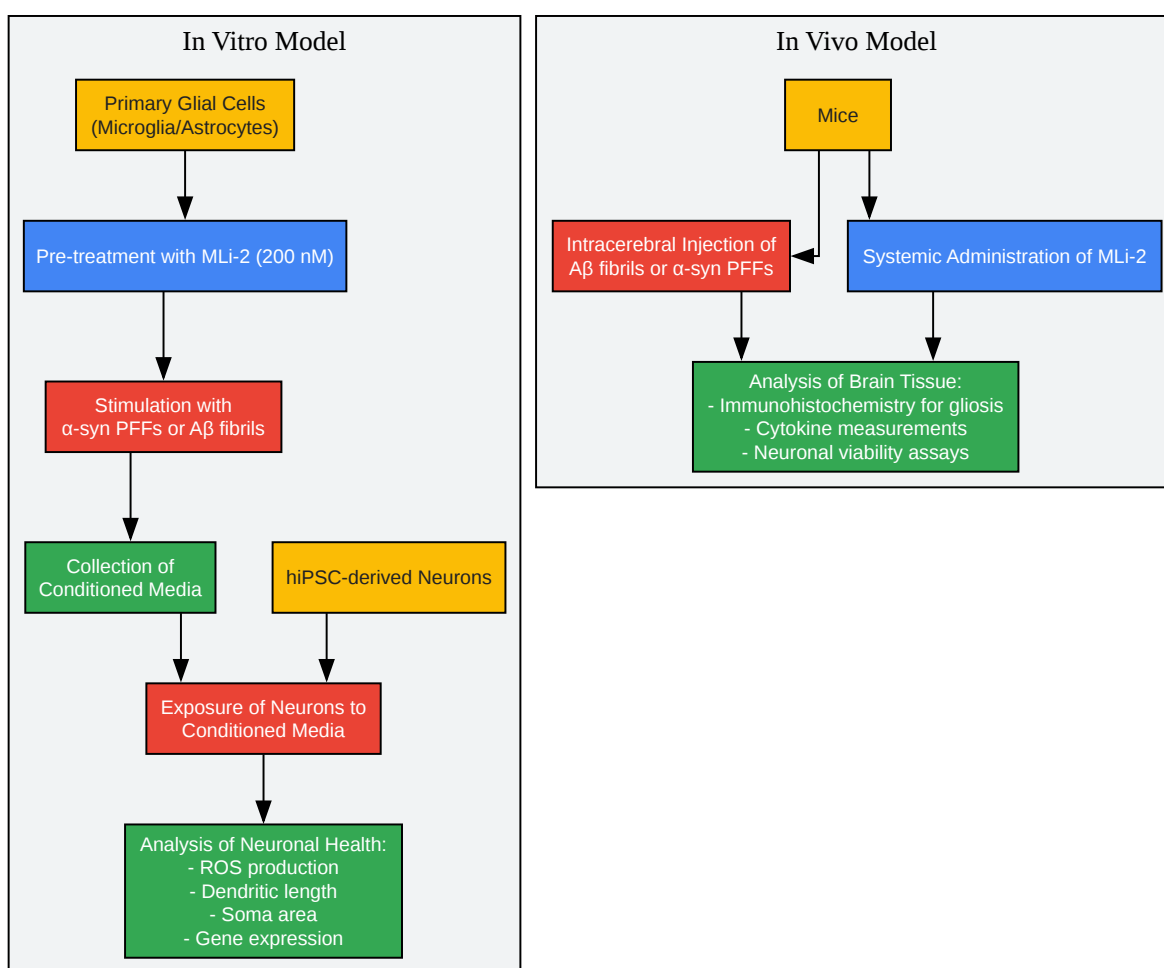 In Vitro Model
Primary Glial Cells
(Microglia/Astrocytes)
Pre-treatment with MLi-2 (200 nM)
Stimulation with
α-syn PFFs or Aβ fibrils
Collection of
Conditioned Media
hiPSC-derived Neurons
Exposure of Neurons to
Conditioned Media
Analysis of Neuronal Health:
- ROS production
- Dendritic length
- Soma area
- Gene expression
In Vivo Model
Mice
Intracerebral Injection of
Aβ fibrils or α-syn PFFs
Systemic Administration of MLi-2
Analysis of Brain Tissue:
- Immunohistochemistry for gliosis
- Cytokine measurements
- Neuronal viability assays